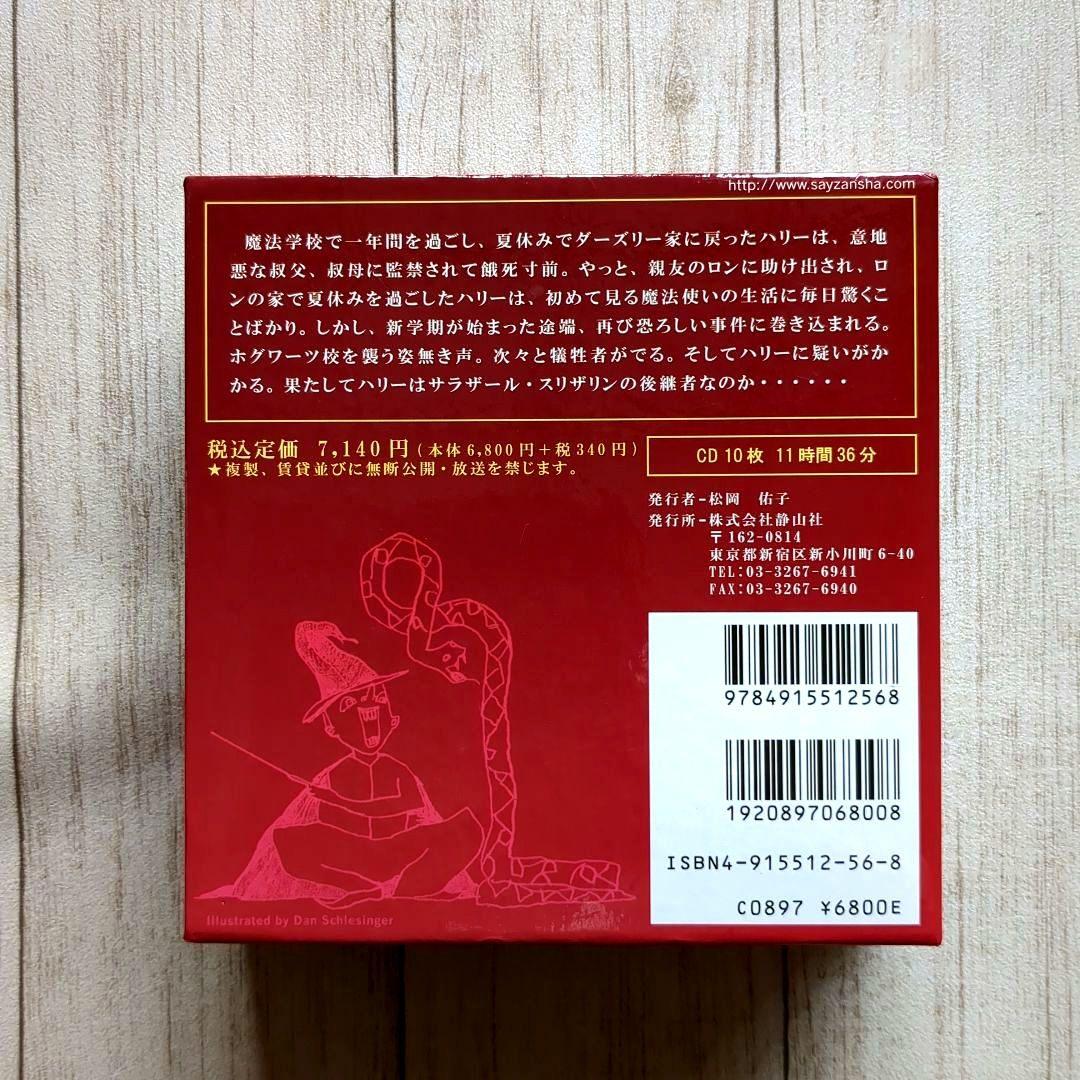 http://www.sayzansha.com
魔法学校で一年間を過ごし、夏休みでダーズリー家に戻ったハリーは、意地
悪な叔父、叔母に監禁されて餓死寸前。やっと、親友のロンに助け出され、ロ
ンの家で夏休みを過ごしたハリーは、初めて見る魔法使いの生活に毎日驚くこ
とばかり。しかし、新学期が始まった途端、再び恐ろしい事件に巻き込まれる。
ホグワーツ校を襲う姿無き声。次々と犠牲者がでる。そしてハリーに疑いがか
かる。果たしてハリーはサラザール・スリザリンの後継者なのか・・・・・・
税込定価 7,140円(本体6,800円+税340円)
★複製、賃貸並びに無断公開・放送を禁じます。
CD 10枚 11時間36分
発行者-松岡 佑子
発行所-株式会社静山社
〒162-0814
東京都新宿区新小川町6-40
TEL:03-3267-6941
FAX:03-3267-6940
9784915512568
1920897068008
ISBN4-915512-56-8
C0897 ¥6800E
Illustrated by Dan Schlesinger